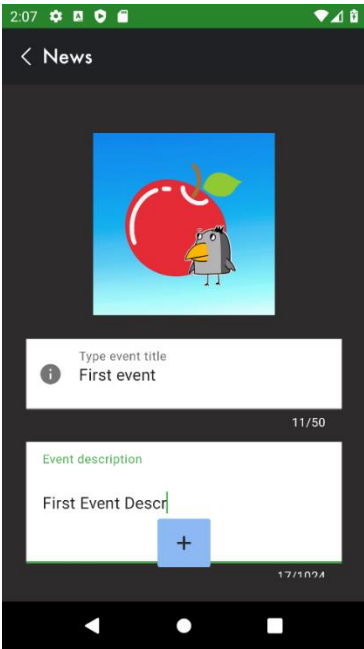 2:07
News
Type event title
First event
11/50
Event description
First Event Descr
+
17/1024